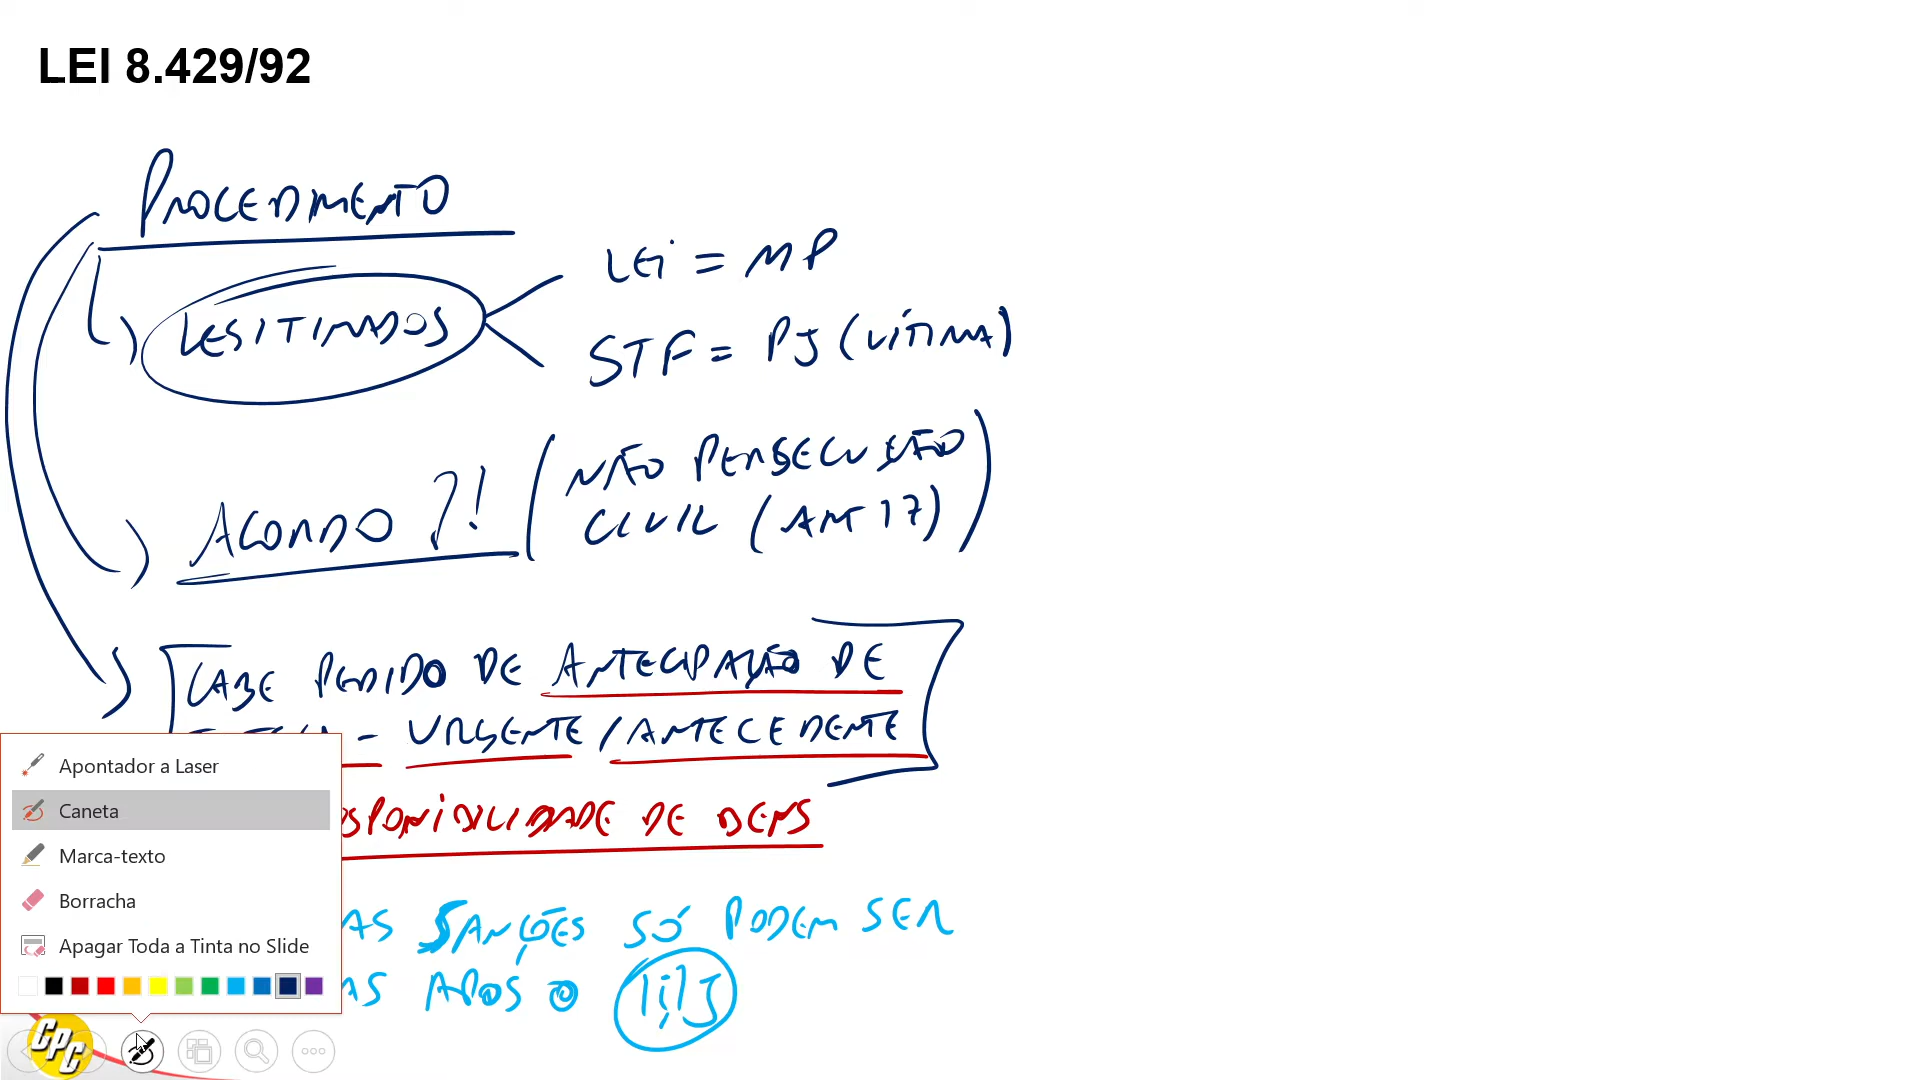 LEI 8.429/92
PROCEDIMENTO
LEGITIMADOS
LEI = MP
STF = PJ (VÍTIMA)
ACORDO ?! (NÃO PERSECUÇÃO
CIVIL (ART 17))
CABE PEDIDO DE ANTECIPAÇÃO DE
- URGENTE / ANTECEDENTE
DE BENS
AS SANÇÕES SÓ PODEM SER
AS APÓS O
Apontador a Laser
Caneta
Marca-texto
Borracha
Apagar Toda a Tinta no Slide
CPC